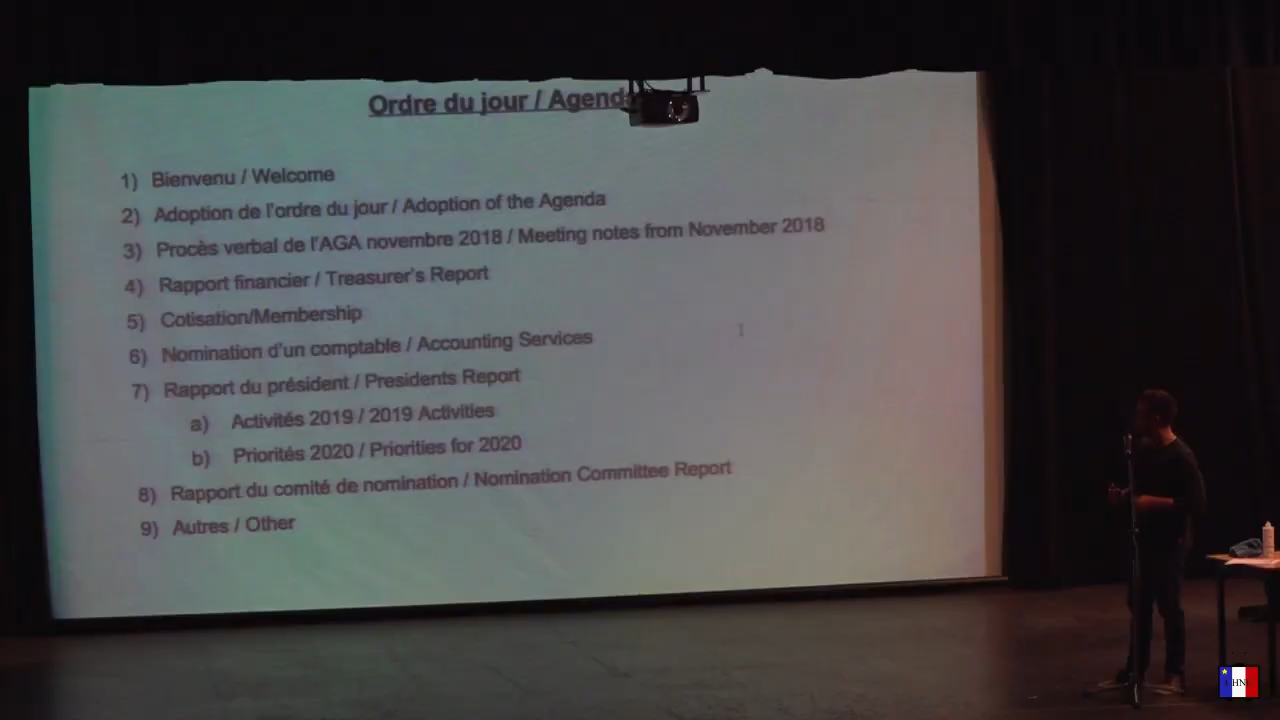 Ordre du jour / Agenda
1) Bienvenu / Welcome
2) Adoption de l'ordre du jour / Adoption of the Agenda
3) Procès verbal de l'AGA novembre 2018 / Meeting notes from November 2018
4) Rapport financier / Treasurer's Report
5) Cotisation/Membership
6) Nomination d'un comptable / Accounting Services
7) Rapport du président / Presidents Report
a) Activités 2019 / 2019 Activities
b) Priorités 2020 / Priorities for 2020
8) Rapport du comité de nomination / Nomination Committee Report
9) Autres / Other